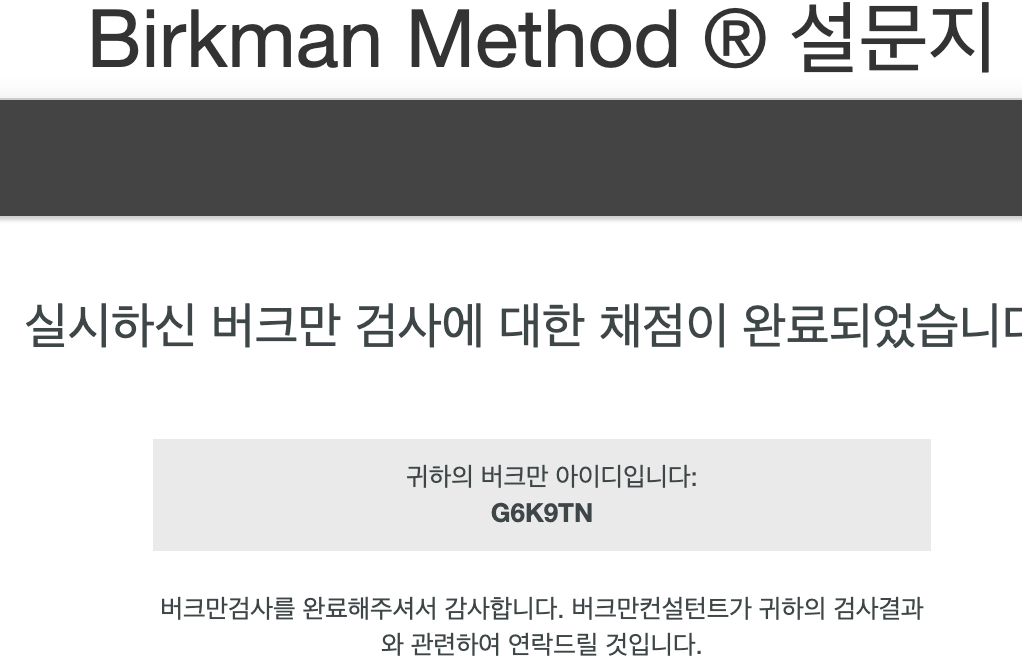 Birkman Method ® 설문지
실시하신 버크만 검사에 대한 채점이 완료되었습니다
귀하의 버크만 아이디입니다:
G6K9TN
버크만검사를 완료해주셔서 감사합니다. 버크만컨설턴트가 귀하의 검사결과
와 관련하여 연락드릴 것입니다.